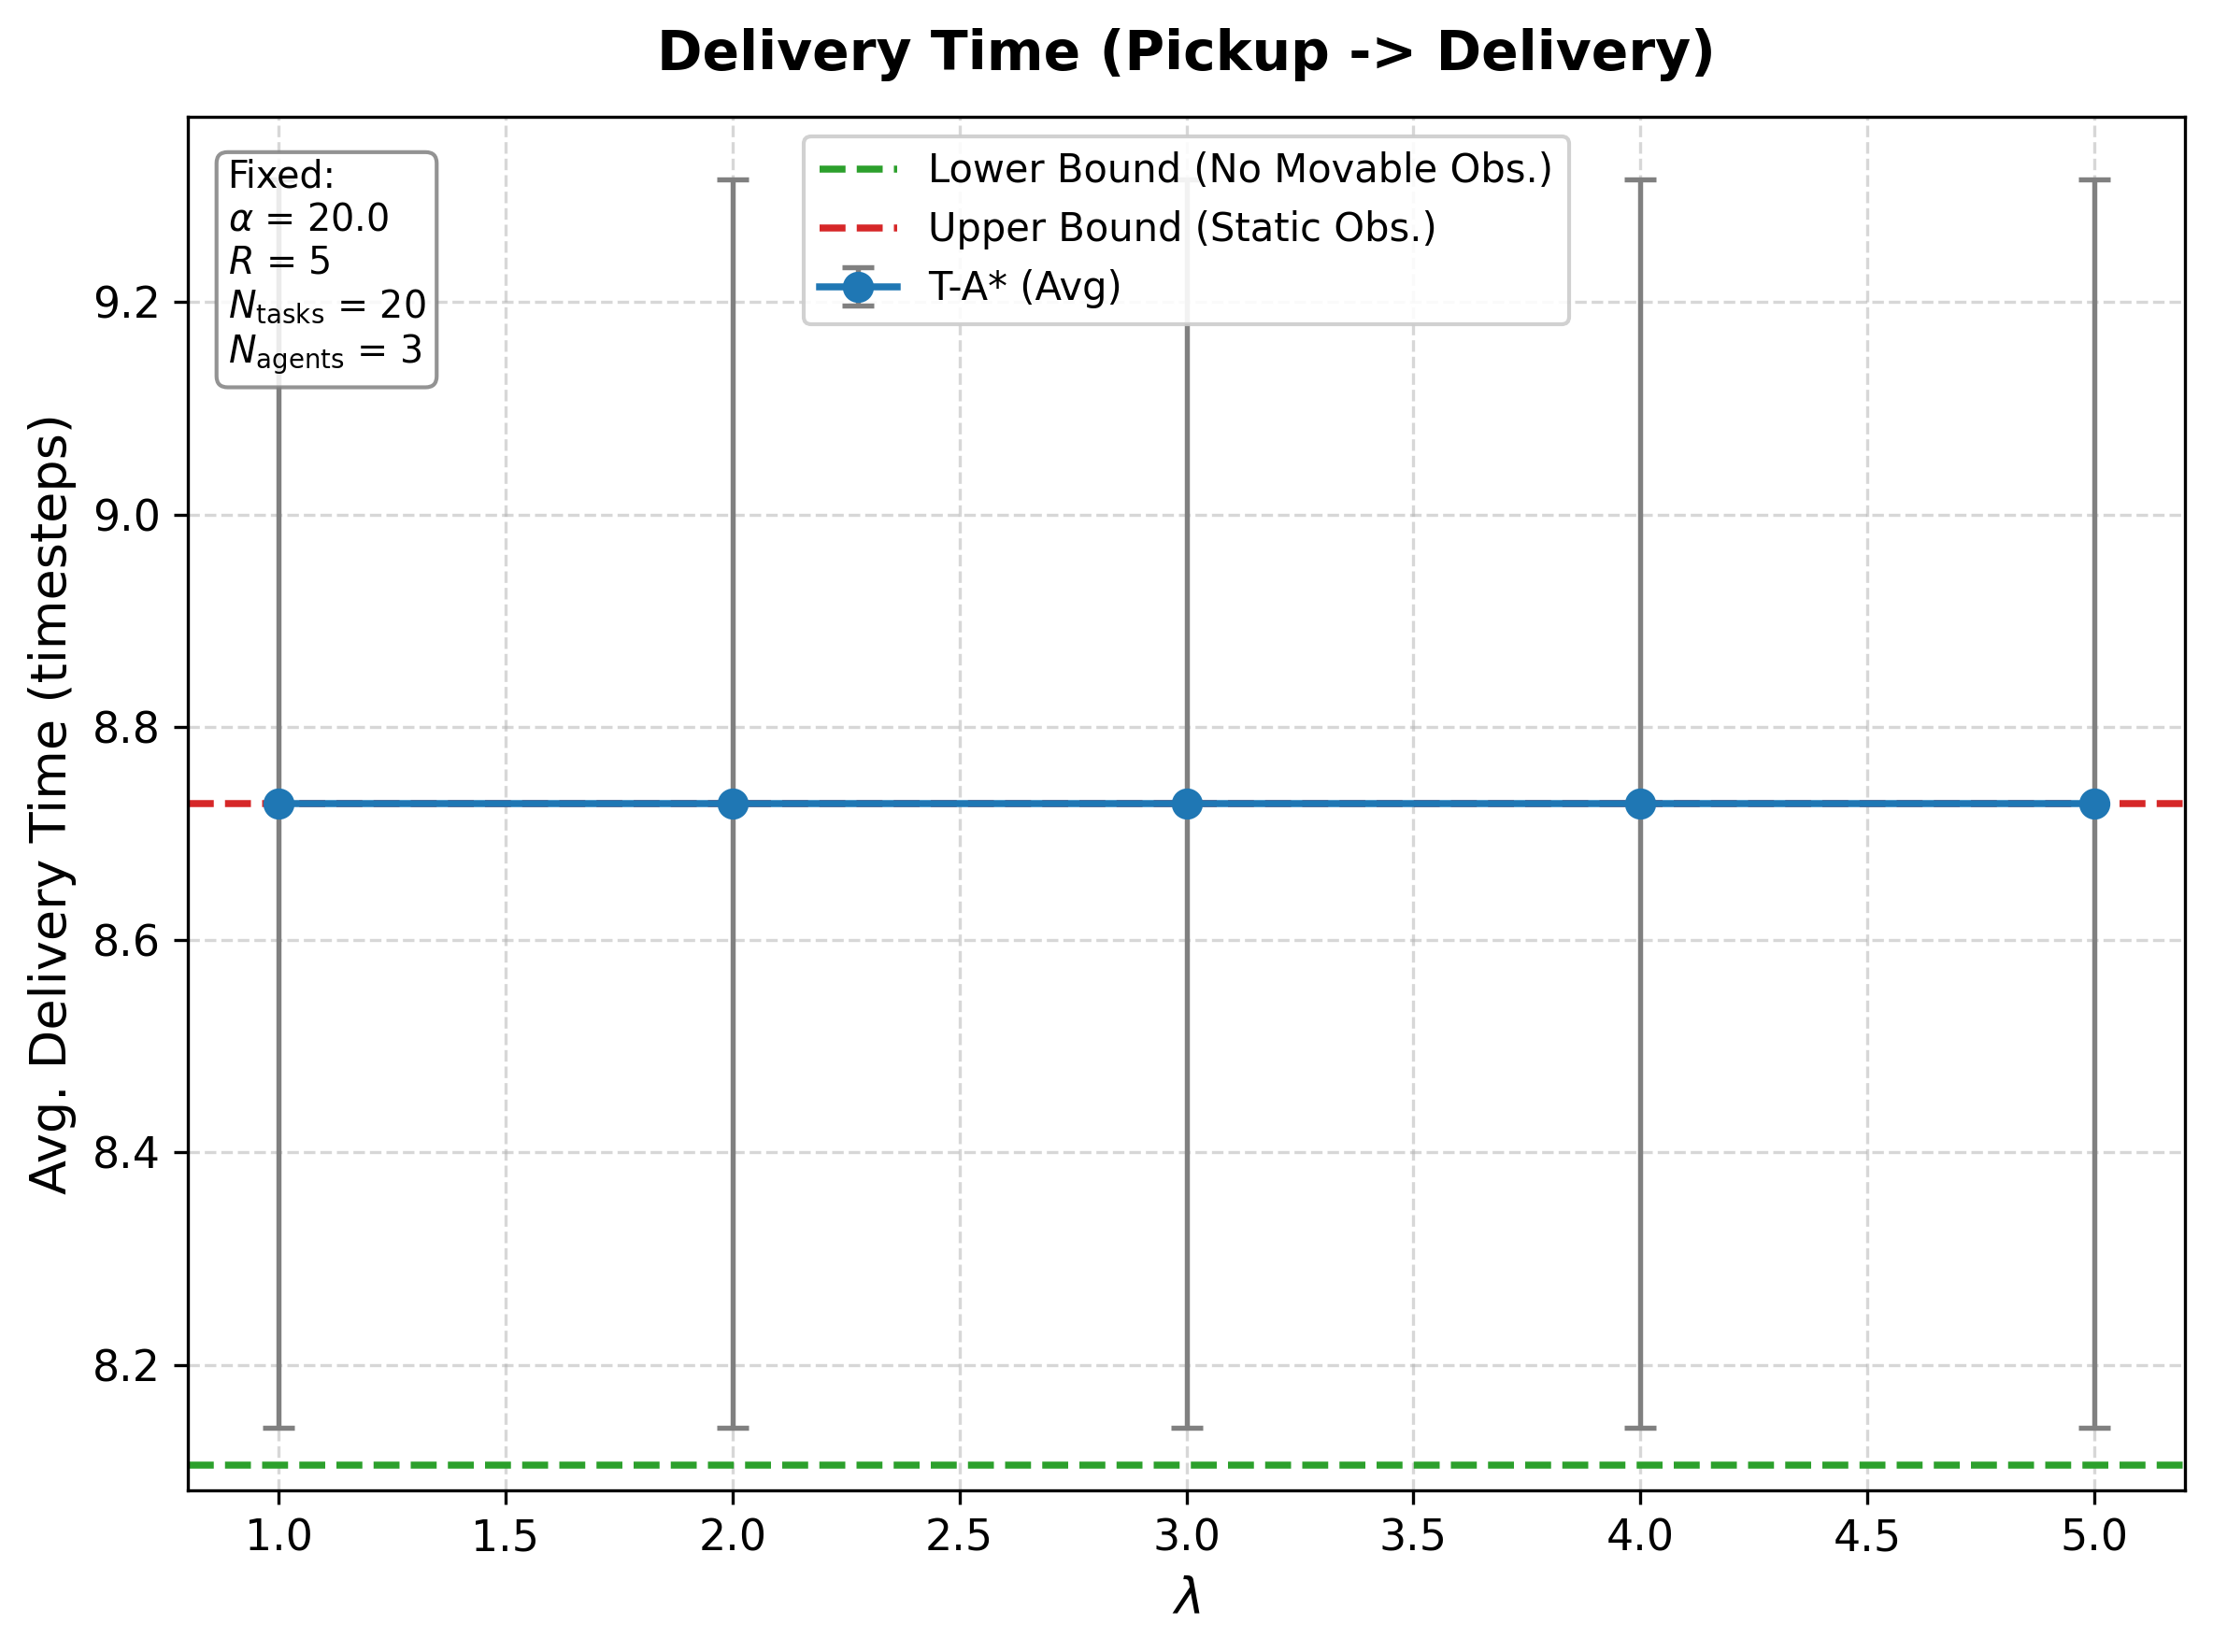 Delivery Time (Pickup -> Delivery)
Fixed:
α = 20.0
R = 5
N_tasks = 20
N_agents = 3
Lower Bound (No Movable Obs.)
Upper Bound (Static Obs.)
T-A* (Avg)
Avg. Delivery Time (timesteps)
9.2
9.0
8.8
8.6
8.4
8.2
1.0 1.5 2.0 2.5 3.0 3.5 4.0 4.5 5.0
λ